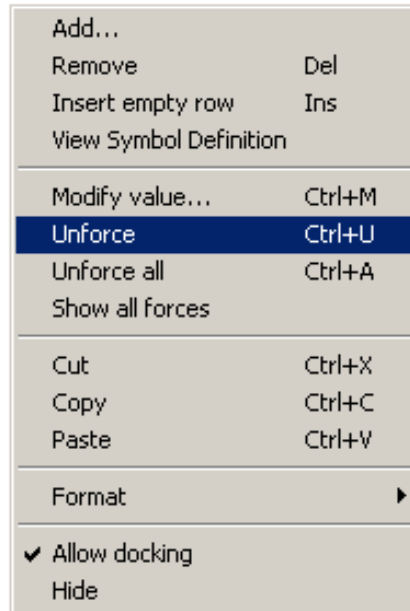 Add...
Remove Del
Insert empty row Ins
View Symbol Definition
Modify value... Ctrl+M
Unforce Ctrl+U
Unforce all Ctrl+A
Show all forces
Cut Ctrl+X
Copy Ctrl+C
Paste Ctrl+V
Format
Allow docking
Hide